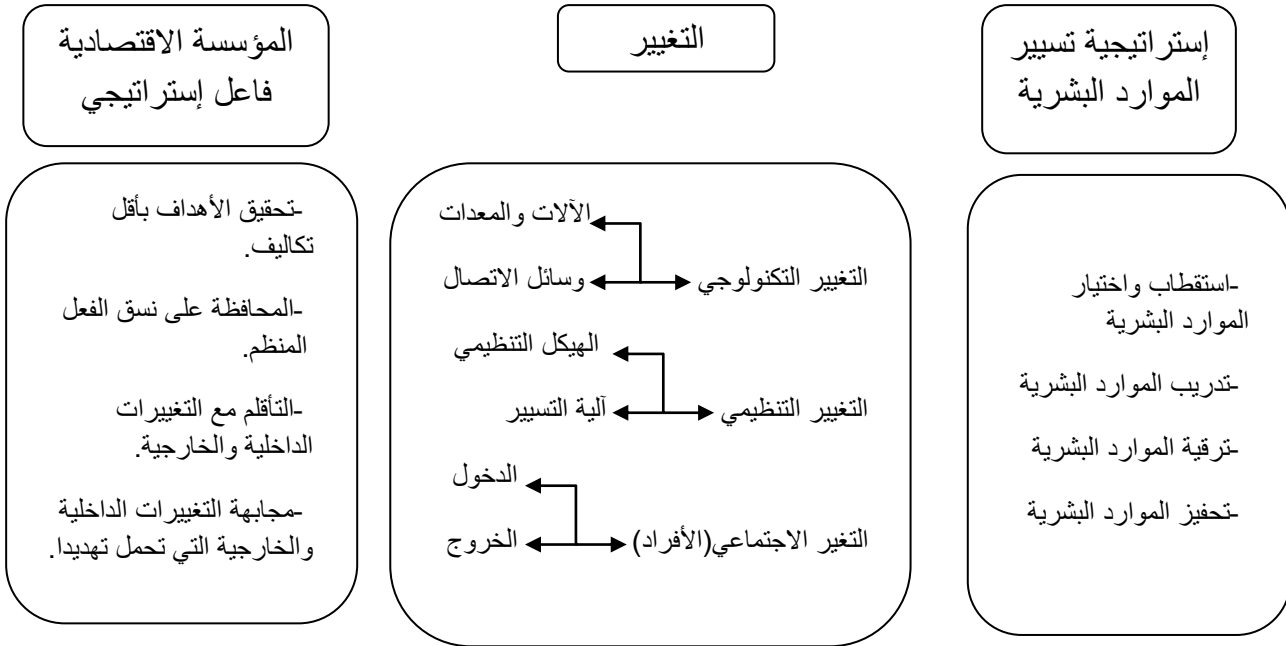 إستراتيجية تسيير
الموارد البشرية
-استقطاب واختيار
الموارد البشرية
-تدريب الموارد البشرية
-ترقية الموارد البشرية
-تحفيز الموارد البشرية
التغيير
الآلات والمعدات
التغيير التكنولوجي
وسائل الاتصال
الهيكل التنظيمي
التغيير التنظيمي
آلية التسيير
الدخول
التغير الاجتماعي(الأفراد)
الخروج
المؤسسة الاقتصادية
فاعل إستراتيجي
-تحقيق الأهداف بأقل
تكاليف.
-المحافظة على نسق الفعل
المنظم.
-التأقلم مع التغييرات
الداخلية والخارجية.
-مجابهة التغييرات الداخلية
والخارجية التي تحمل تهديدا.